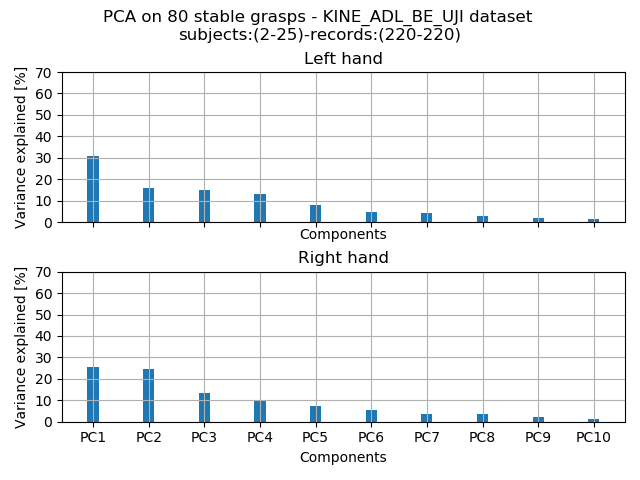 PCA on 80 stable grasps - KINE_ADL_BE_UJI dataset
subjects:(2-25)-records:(220-220)
Left hand
Variance explained [%]
70
60
50
40
30
20
10
0
Components
Right hand
Variance explained [%]
70
60
50
40
30
20
10
0
PC1 PC2 PC3 PC4 PC5 PC6 PC7 PC8 PC9 PC10
Components